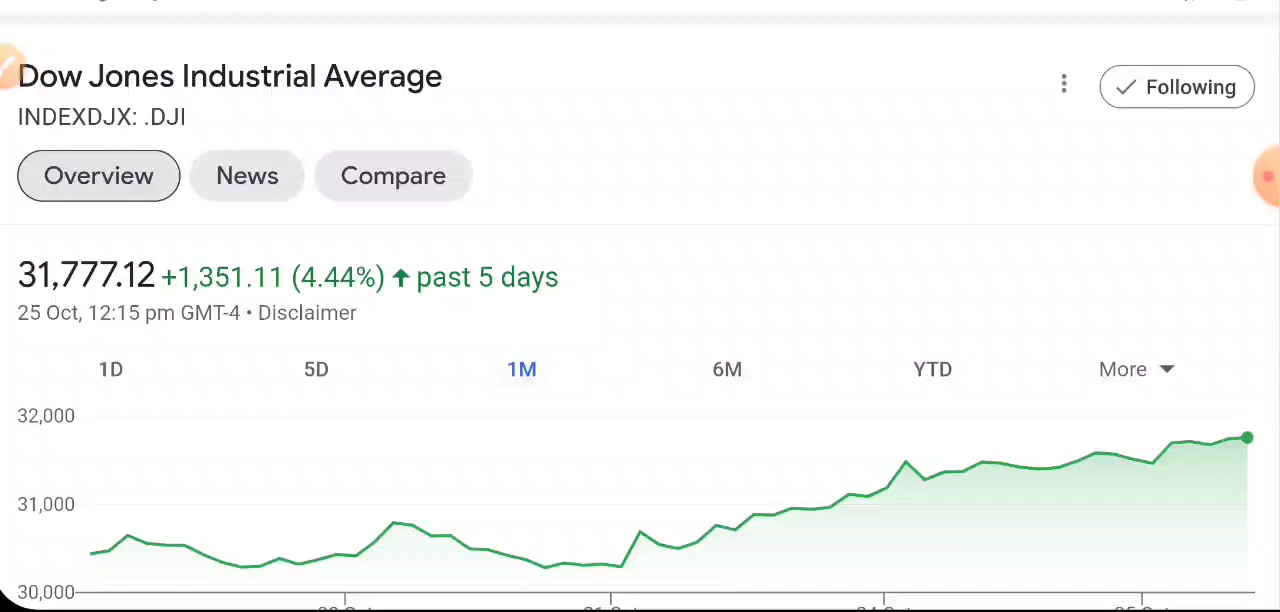 Dow Jones Industrial Average
Following
INDEXDJX: .DJI
Overview News Compare
31,777.12 +1,351.11 (4.44%) ↑ past 5 days
25 Oct, 12:15 pm GMT-4 • Disclaimer
1D 5D 1M 6M YTD More
32,000
31,000
30,000